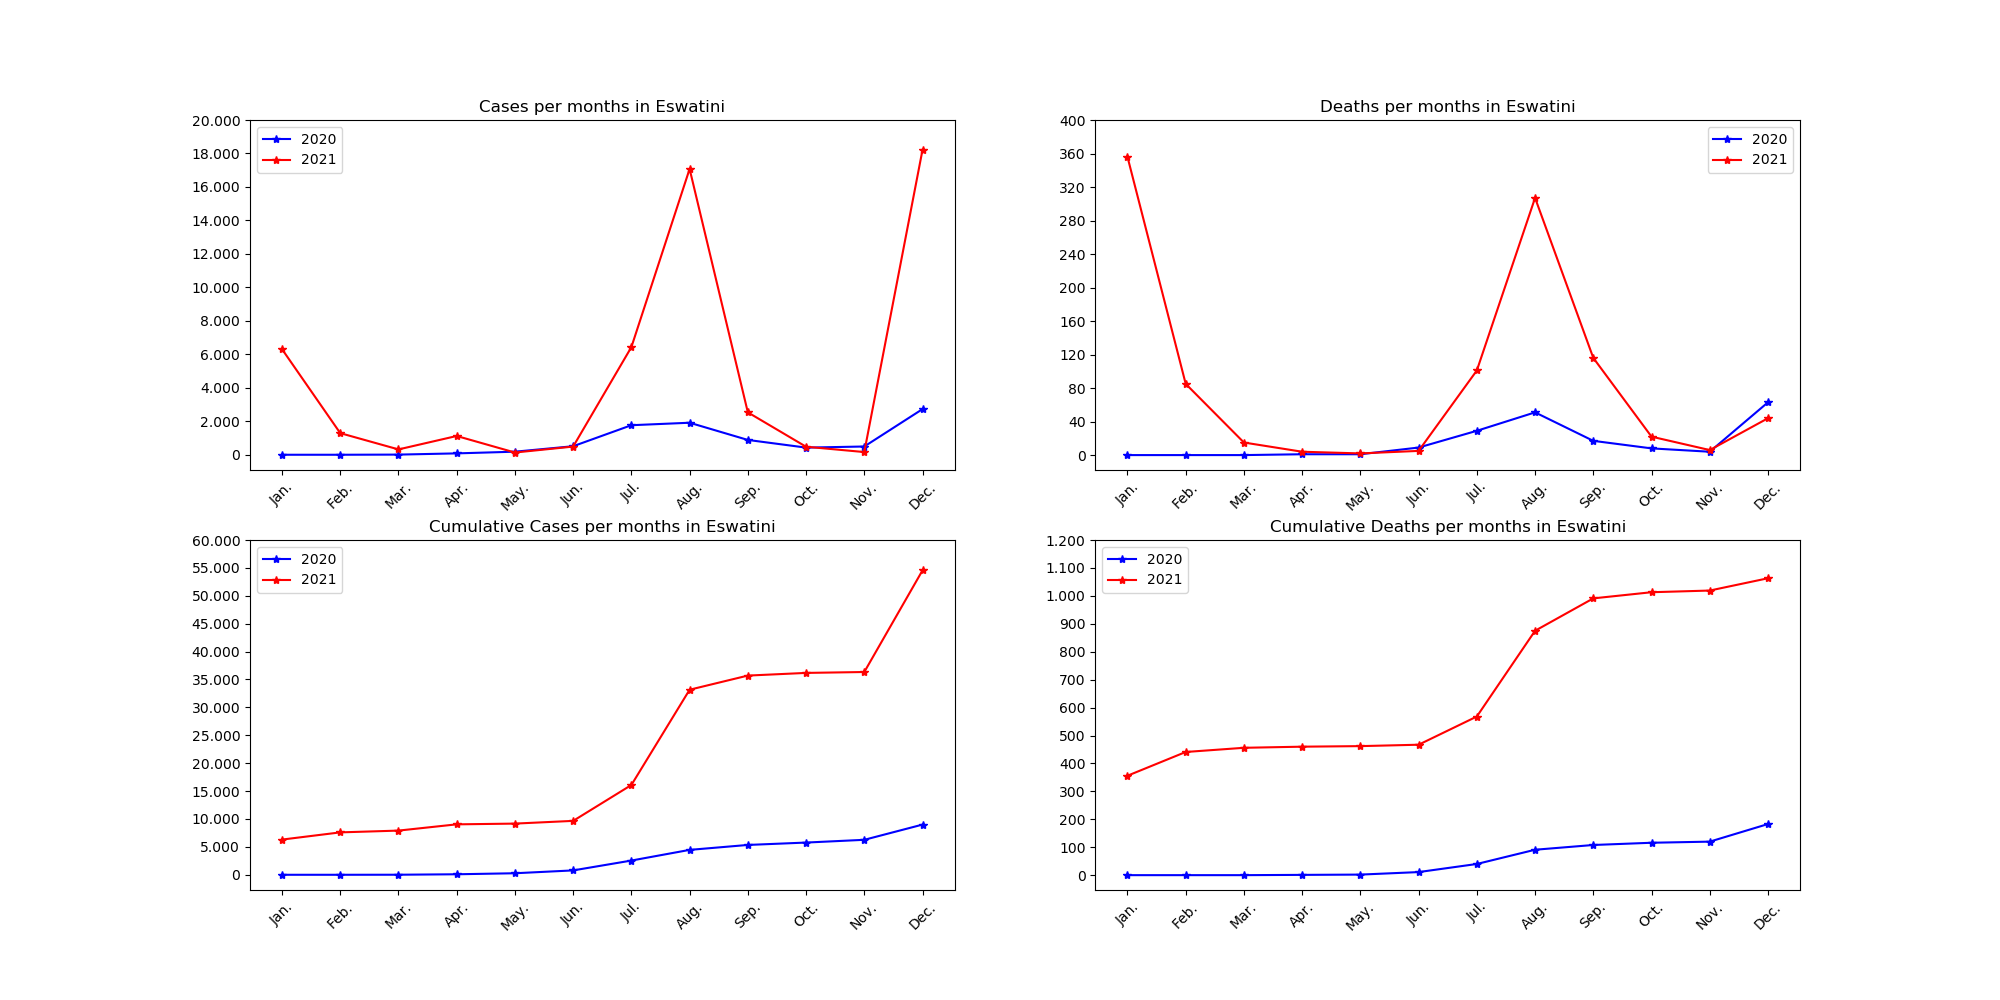 Cases per months in Eswatini
20.000
18.000
16.000
14.000
12.000
10.000
8.000
6.000
4.000
2.000
0
2020
2021
Jan.
Feb.
Mar.
Apr.
May.
Jun.
Jul.
Aug.
Sep.
Oct.
Nov.
Dec.
Deaths per months in Eswatini
400
360
320
280
240
200
160
120
80
40
0
2020
2021
Jan.
Feb.
Mar.
Apr.
May.
Jun.
Jul.
Aug.
Sep.
Oct.
Nov.
Dec.
Cumulative Cases per months in Eswatini
60.000
55.000
50.000
45.000
40.000
35.000
30.000
25.000
20.000
15.000
10.000
5.000
0
2020
2021
Jan.
Feb.
Mar.
Apr.
May.
Jun.
Jul.
Aug.
Sep.
Oct.
Nov.
Dec.
Cumulative Deaths per months in Eswatini
1.200
1.100
1.000
900
800
700
600
500
400
300
200
100
0
2020
2021
Jan.
Feb.
Mar.
Apr.
May.
Jun.
Jul.
Aug.
Sep.
Oct.
Nov.
Dec.